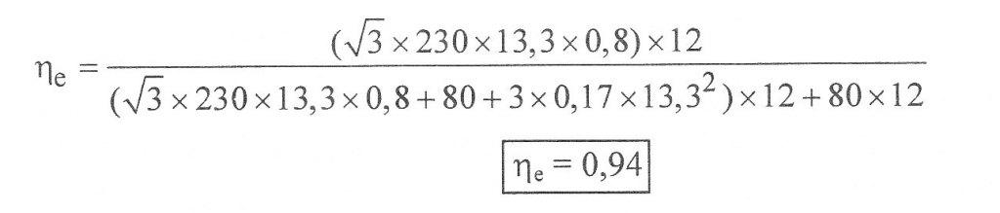 ηe = (√3 × 230 × 13,3 × 0,8) × 12 / (√3 × 230 × 13,3 × 0,8 + 80 + 3 × 0,17 × 13,3²) × 12 + 80 × 12
ηe = 0,94